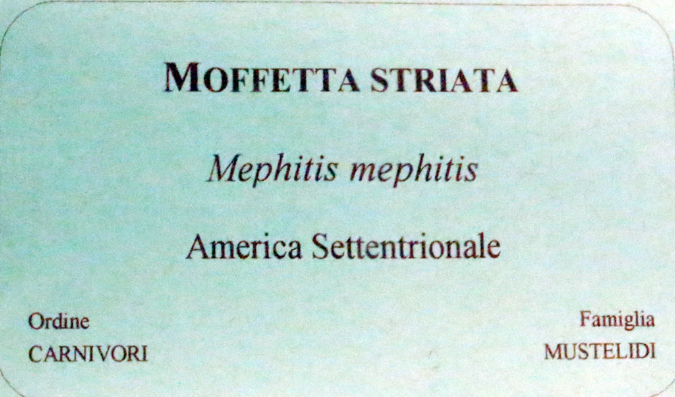 MOFFETTA STRIATA
Mephitis mephitis
America Settentrionale
Ordine
CARNIVORI
Famiglia
MUSTELIDI